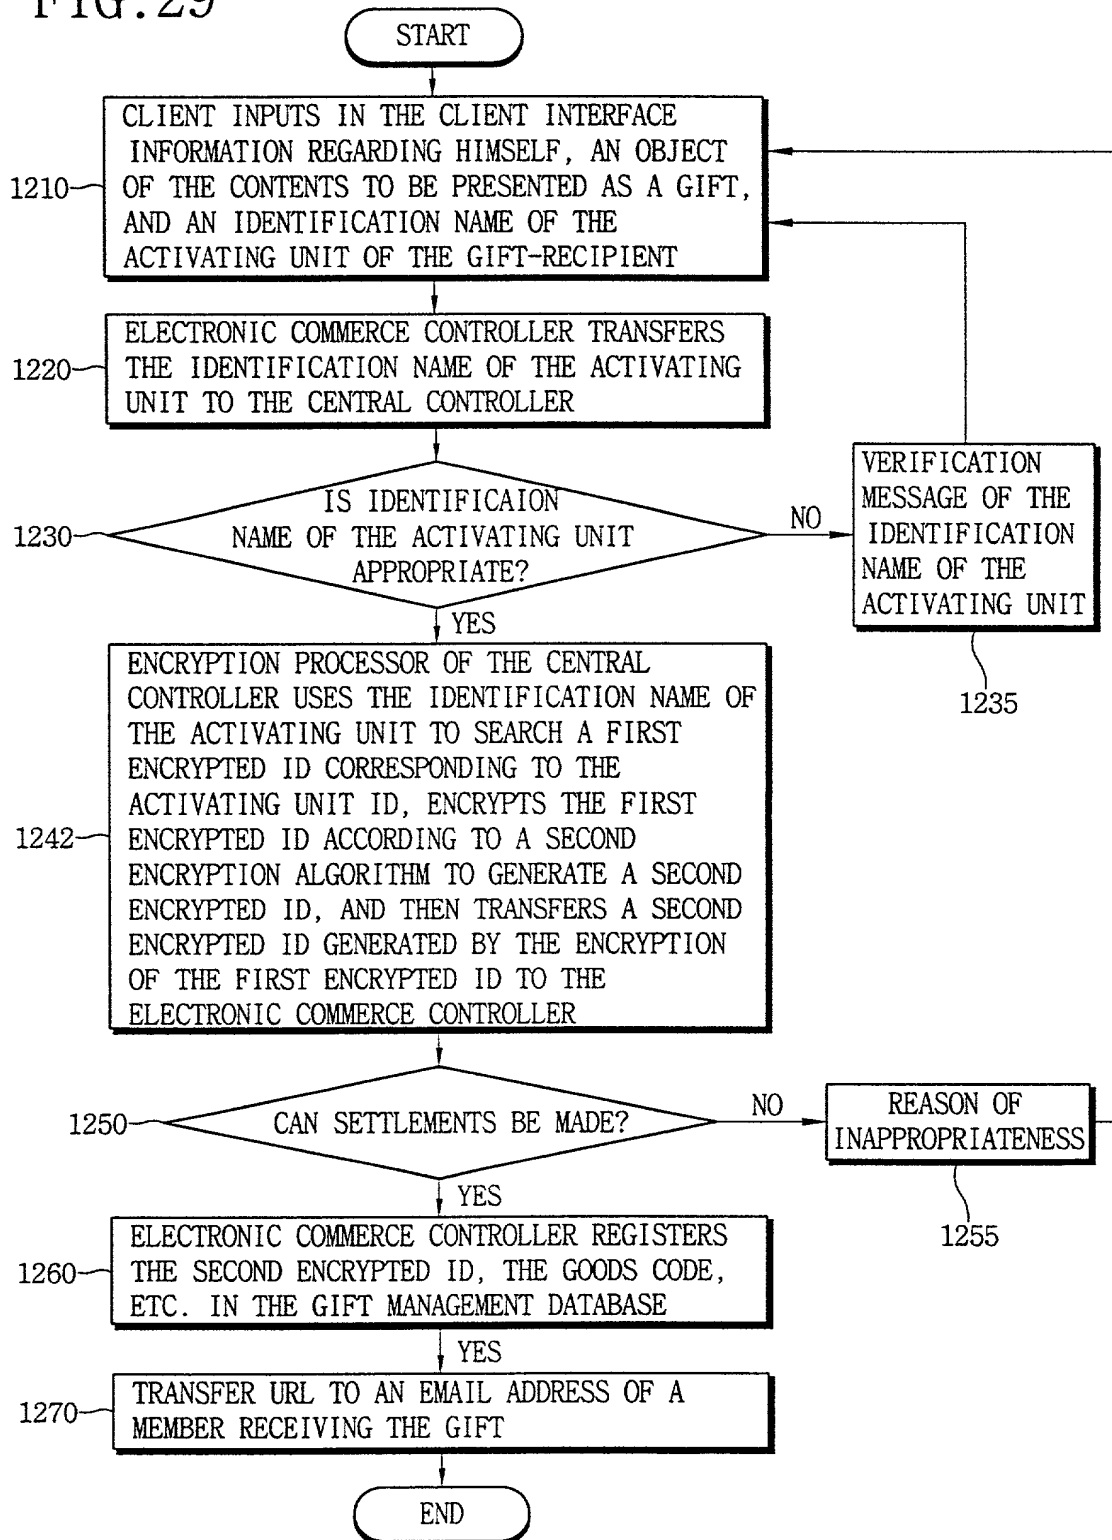 FIG.29
START
CLIENT INPUTS IN THE CLIENT INTERFACE
INFORMATION REGARDING HIMSELF, AN OBJECT
OF THE CONTENTS TO BE PRESENTED AS A GIFT,
AND AN IDENTIFICATION NAME OF THE
ACTIVATING UNIT OF THE GIFT-RECIPIENT
1210
ELECTRONIC COMMERCE CONTROLLER TRANSFERS
THE IDENTIFICATION NAME OF THE ACTIVATING
UNIT TO THE CENTRAL CONTROLLER
1220
IS IDENTIFICAION
NAME OF THE ACTIVATING UNIT
APPROPRIATE?
1230
NO
VERIFICATION
MESSAGE OF THE
IDENTIFICATION
NAME OF THE
ACTIVATING UNIT
1235
YES
ENCRYPTION PROCESSOR OF THE CENTRAL
CONTROLLER USES THE IDENTIFICATION NAME OF
THE ACTIVATING UNIT TO SEARCH A FIRST
ENCRYPTED ID CORRESPONDING TO THE
ACTIVATING UNIT ID, ENCRYPTS THE FIRST
ENCRYPTED ID ACCORDING TO A SECOND
ENCRYPTION ALGORITHM TO GENERATE A SECOND
ENCRYPTED ID, AND THEN TRANSFERS A SECOND
ENCRYPTED ID GENERATED BY THE ENCRYPTION
OF THE FIRST ENCRYPTED ID TO THE
ELECTRONIC COMMERCE CONTROLLER
1242
CAN SETTLEMENTS BE MADE?
1250
NO
REASON OF
INAPPROPRIATENESS
1255
YES
ELECTRONIC COMMERCE CONTROLLER REGISTERS
THE SECOND ENCRYPTED ID, THE GOODS CODE,
ETC. IN THE GIFT MANAGEMENT DATABASE
1260
YES
TRANSFER URL TO AN EMAIL ADDRESS OF A
MEMBER RECEIVING THE GIFT
1270
END